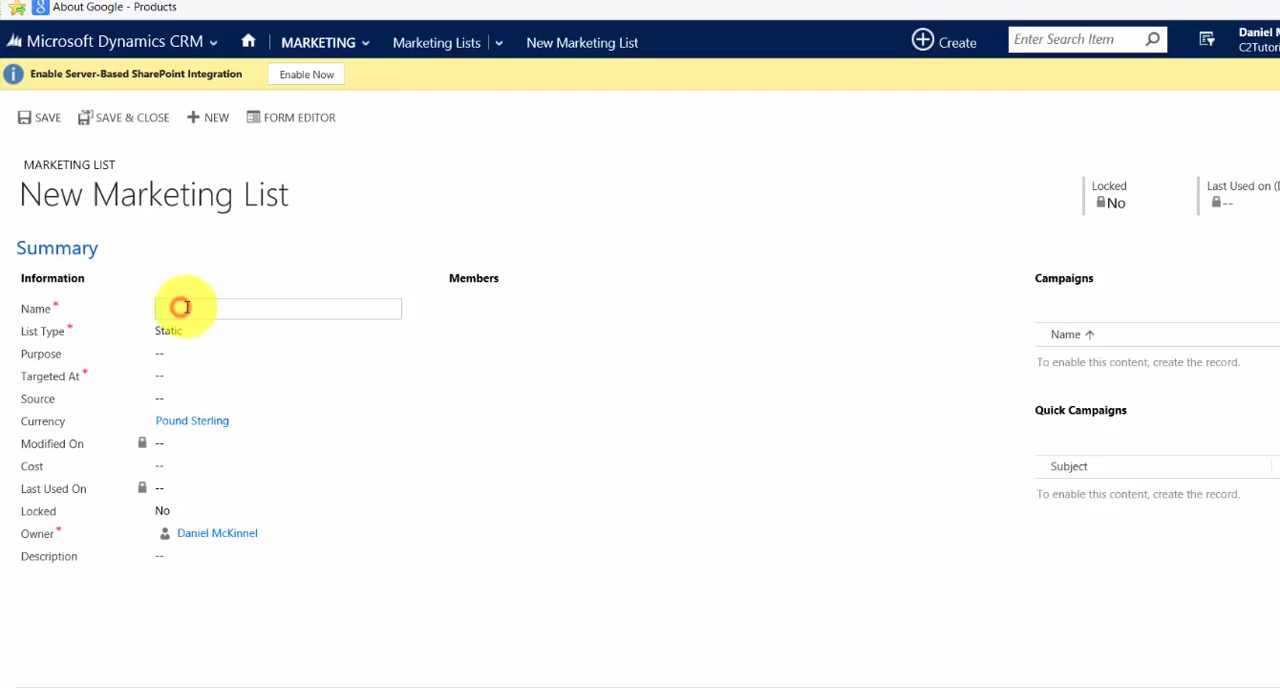 About Google - Products
Microsoft Dynamics CRM MARKETING Marketing Lists New Marketing List Create Enter Search Item Daniel M
C2Tutori
Enable Server-Based SharePoint Integration Enable Now
SAVE SAVE & CLOSE NEW FORM EDITOR
MARKETING LIST
New Marketing List
Locked Last Used on (D
No --
Summary
Information Members Campaigns
Name *
List Type * Static
Name ↑
Purpose --
To enable this content, create the record.
Targeted At * --
Source --
Quick Campaigns
Currency Pound Sterling
Modified On --
Cost --
Subject
Last Used On --
To enable this content, create the record.
Locked No
Owner * Daniel McKinnel
Description --